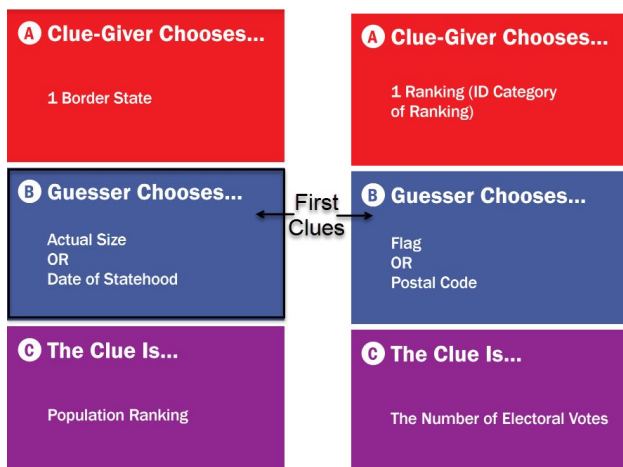 A Clue-Giver Chooses...
1 Border State
B Guesser Chooses...
Actual Size
OR
Date of Statehood
C The Clue Is...
Population Ranking
First
Clues
A Clue-Giver Chooses...
1 Ranking (ID Category
of Ranking)
B Guesser Chooses...
Flag
OR
Postal Code
C The Clue Is...
The Number of Electoral Votes